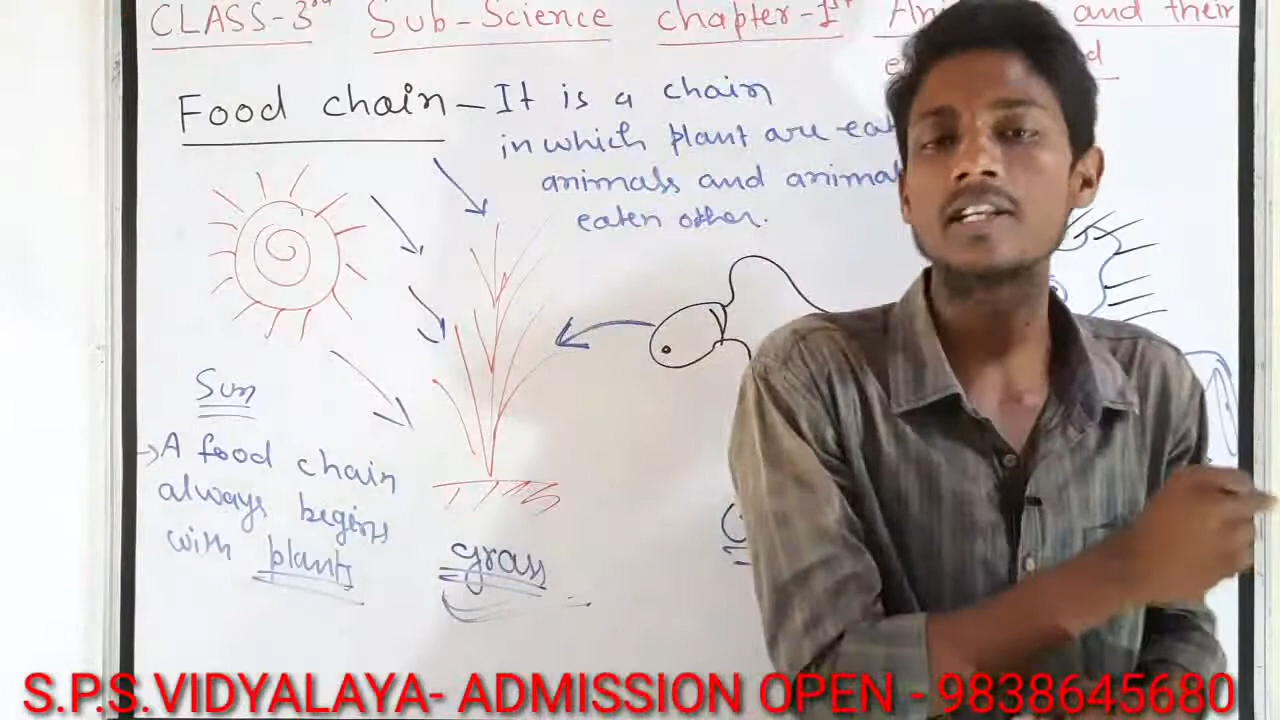 CLASS-3rd Sub-Science chapter-1st and their
Food chain - It is a chain
in which plant are
animals and
eaten other.
Sun
→ A food chain
always begins
with plants
grass
S.P.S.VIDYALAYA- ADMISSION OPEN - 9838645680